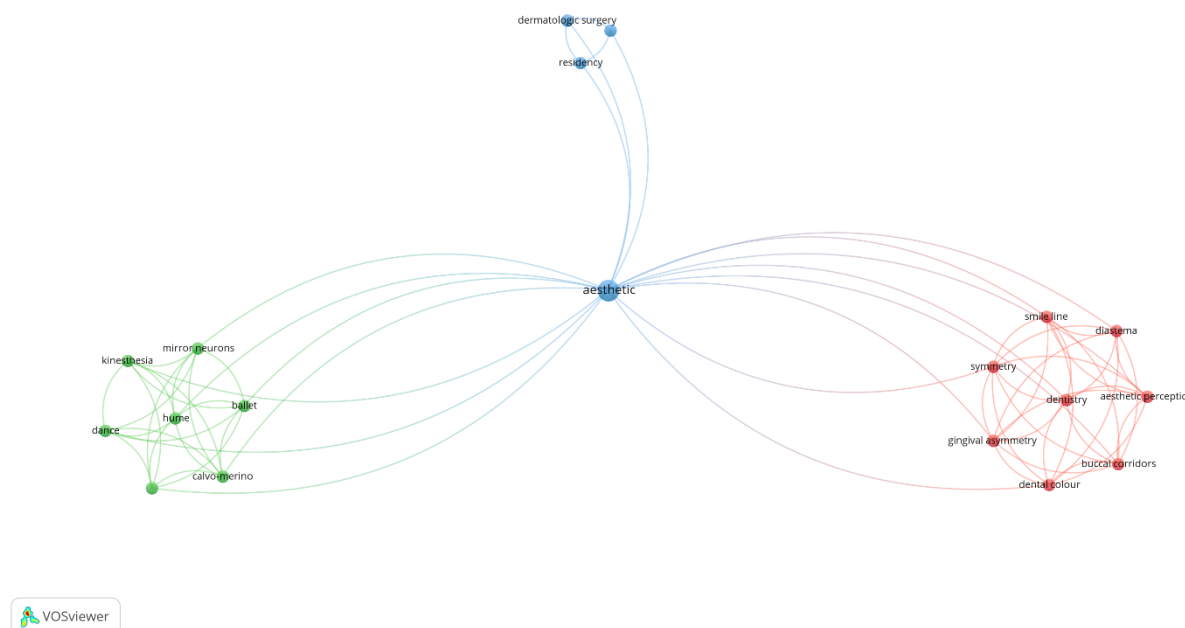 dermatologic surgery
residency
aesthetic
mirror neurons
kinesthesia
ballet
hume
dance
calvo-merino
smile line
diastema
symmetry
aesthetic perceptio
dentistry
gingival asymmetry
buccal corridors
dental colour
VOSviewer